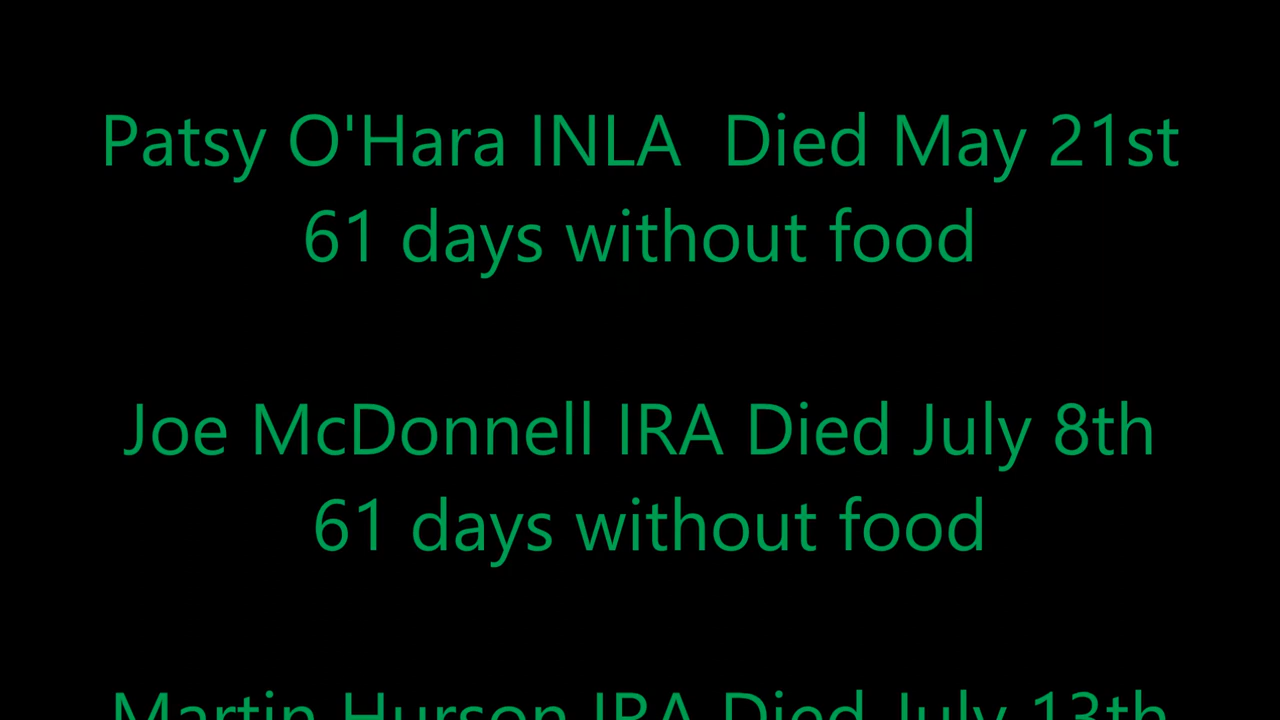 Patsy O'Hara INLA  Died May 21st
61 days without food
Joe McDonnell IRA Died July 8th
61 days without food
Martin Hurson IRA Died July 13th